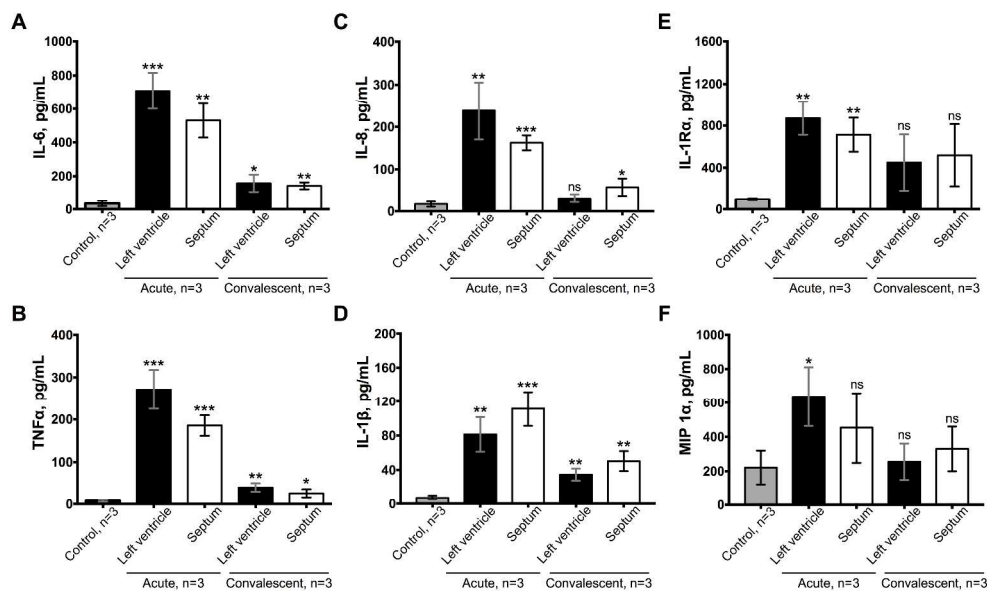 A
IL-6, pg/mL
1000
800
600
400
200
0
***
**
*
**
Control, n=3
Left ventricle
Septum
Left ventricle
Septum
Acute, n=3
Convalescent, n=3
C
IL-8, pg/mL
400
300
200
100
0
**
***
ns
*
Control, n=3
Left ventricle
Septum
Left ventricle
Septum
Acute, n=3
Convalescent, n=3
E
IL-1Rα, pg/mL
1600
1200
800
400
0
**
**
ns
ns
Control, n=3
Left ventricle
Septum
Left ventricle
Septum
Acute, n=3
Convalescent, n=3
B
TNFα, pg/mL
400
300
200
100
0
***
***
**
*
Control, n=3
Left ventricle
Septum
Left ventricle
Septum
Acute, n=3
Convalescent, n=3
D
IL-1β, pg/mL
200
160
120
80
40
0
**
***
**
**
Control, n=3
Left ventricle
Septum
Left ventricle
Septum
Acute, n=3
Convalescent, n=3
F
MIP 1α, pg/mL
1000
800
600
400
200
0
*
ns
ns
ns
Control, n=3
Left ventricle
Septum
Left ventricle
Septum
Acute, n=3
Convalescent, n=3